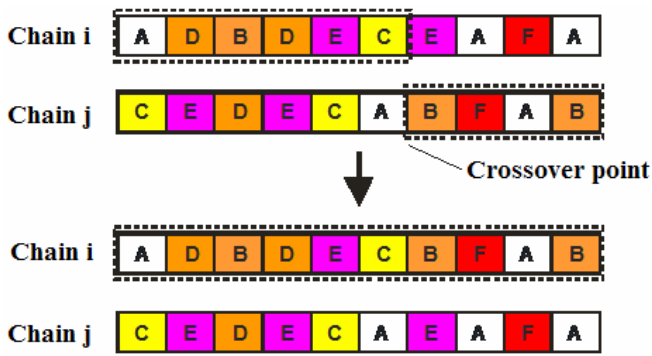 Chain i A D B D E C E A F A
Chain j C E D E C A B F A B
Crossover point
Chain i A D B D E C B F A B
Chain j C E D E C A E A F A